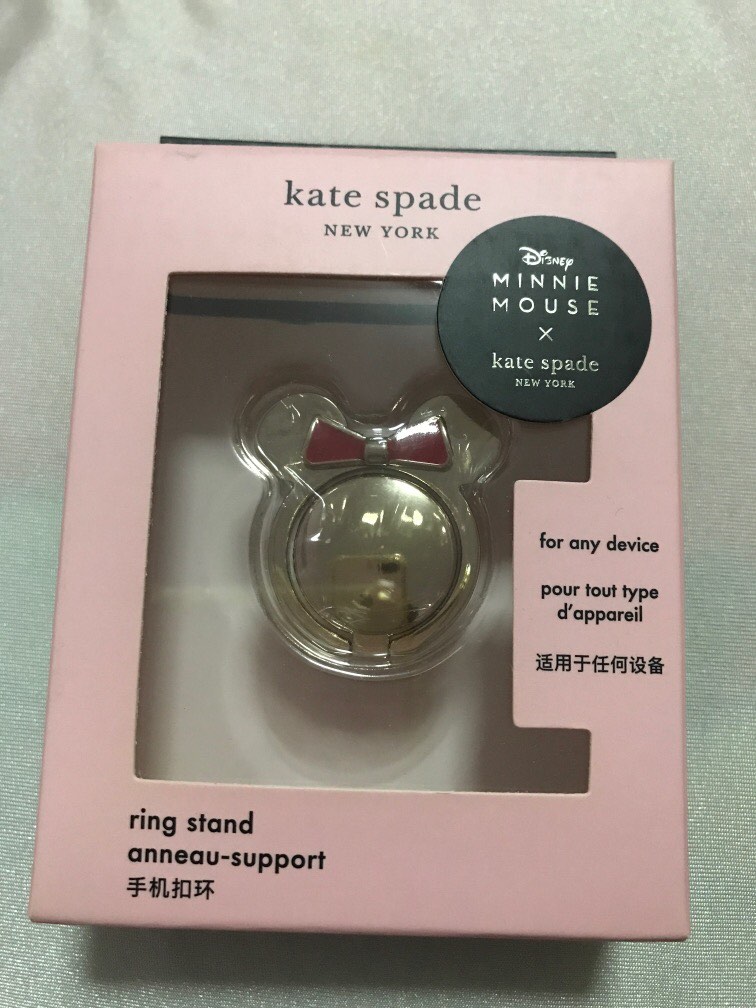 kate spade
NEW YORK
Disney
MINNIE
MOUSE
×
kate spade
NEW YORK
for any device
pour tout type
d'appareil
适用于任何设备
ring stand
anneau-support
手机扣环